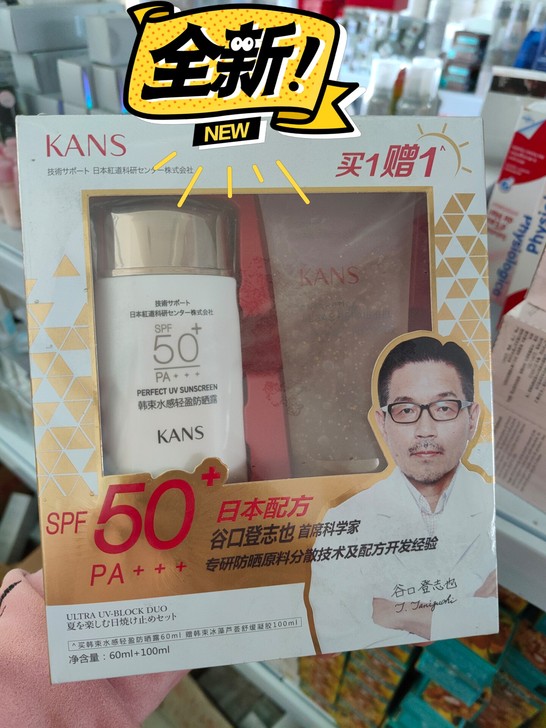 全新!
NEW
KANS
技術サポート 日本紅道科研センター株式会社
买1赠1^
KANS
技術サポート
日本紅道科研センター株式会社
SPF
50+
PA+++
PERFECT UV SUNSCREEN
韩束水感轻盈防晒露
KANS
SPF 50+
PA+++
日本配方
谷口登志也 首席科学家
专研防晒原料分散技术及配方开发经验
谷口登志也
T. Taniguchi
ULTRA UV-BLOCK DUO
夏を楽しむ日焼け止めセット
^买韩束水感轻盈防晒露60ml 赠韩束冰藻芦荟舒缓凝胶100ml
净含量：60ml+100ml
Physiologica
Physi